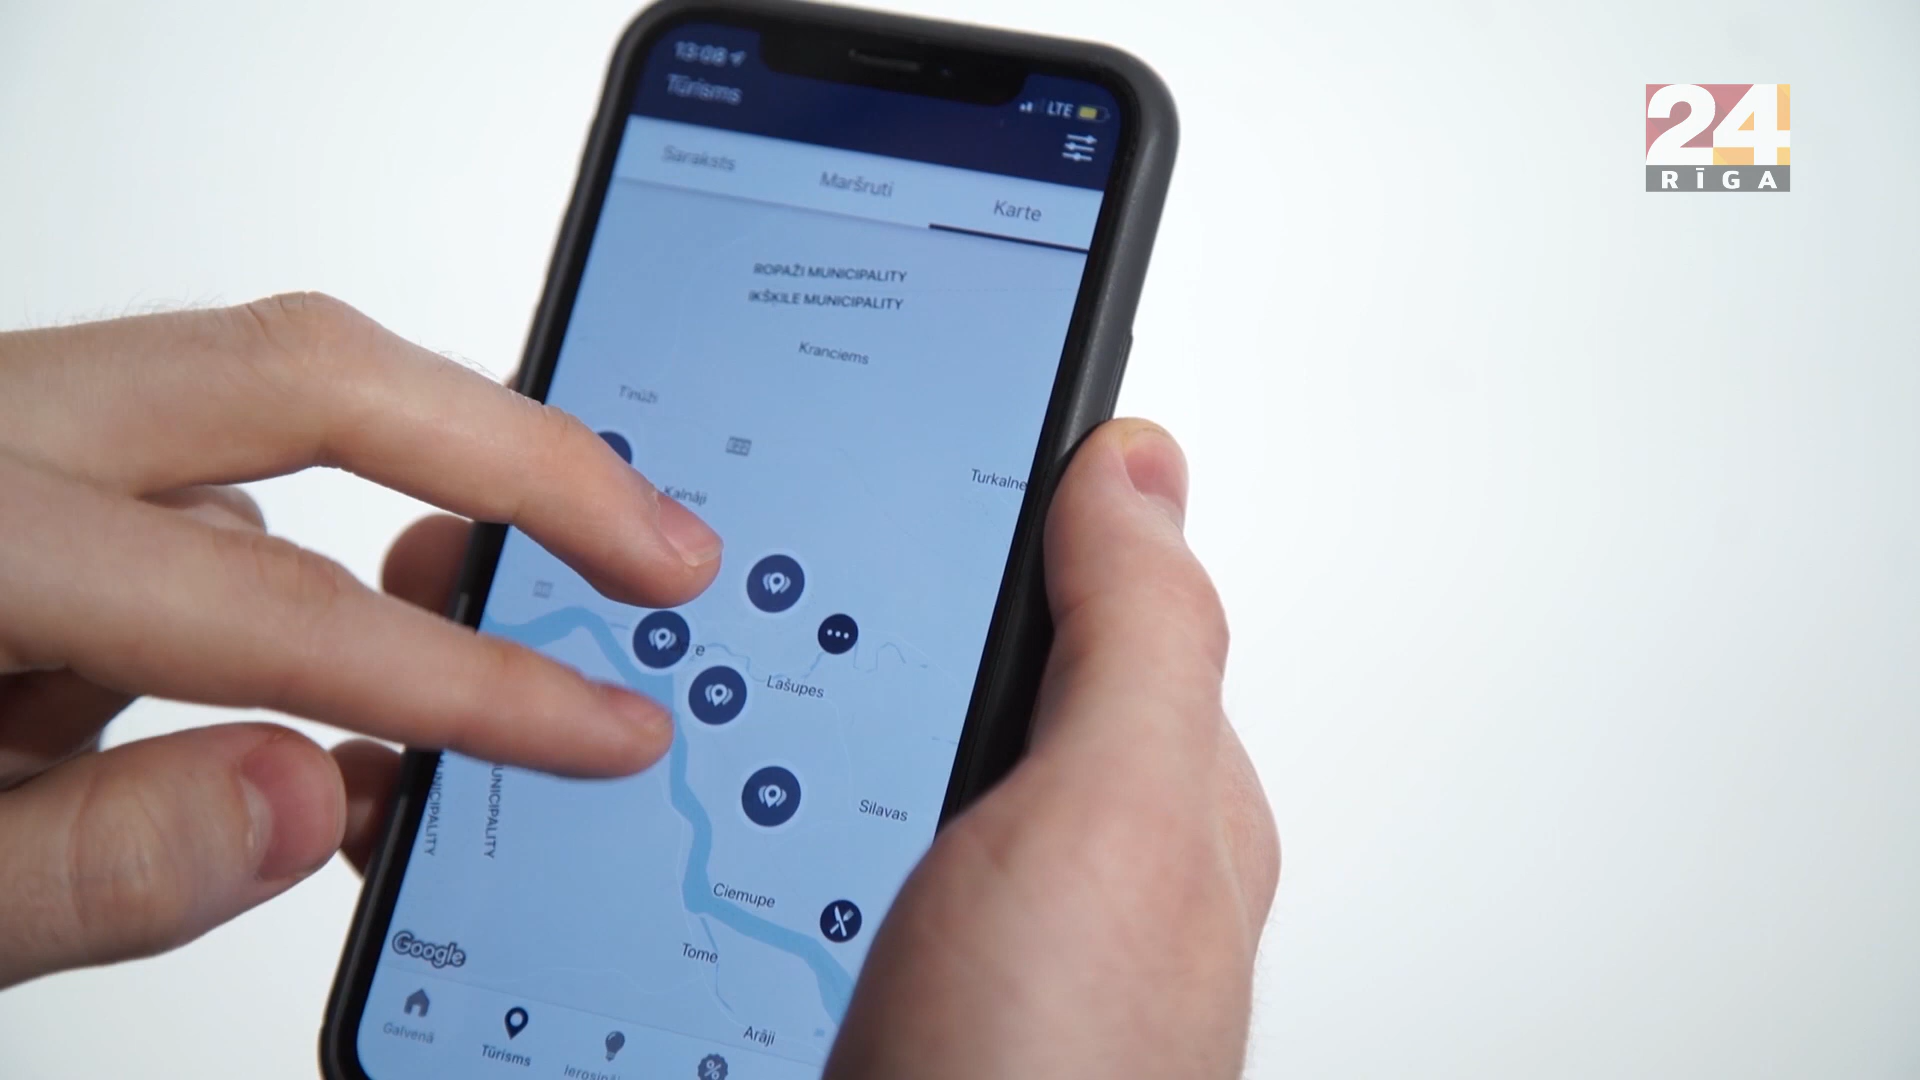 13:08
LTE
Tūrisms
Saraksts
Maršruti
Karte
ROPAŽI MUNICIPALITY
IKŠĶILE MUNICIPALITY
Kranciems
Tīnūži
Turkalne
Kalnāji
Lašupes
Silavas
MUNICIPALITY
Ciemupe
Tome
Google
Arāji
Galvenā
Tūrisms
24
RĪGA